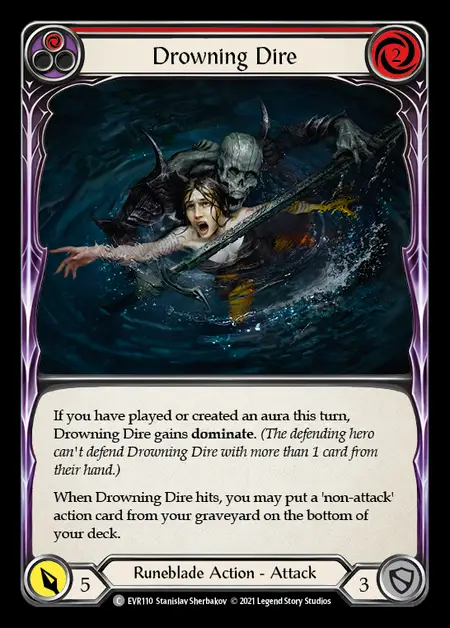 Drowning Dire
2
If you have played or created an aura this turn,
Drowning Dire gains dominate. (The defending hero
can't defend Drowning Dire with more than 1 card from
their hand.)
When Drowning Dire hits, you may put a 'non-attack'
action card from your graveyard on the bottom of
your deck.
5
Runeblade Action - Attack
3
C EVR110 Stanislav Sherbakov © 2021 Legend Story Studios